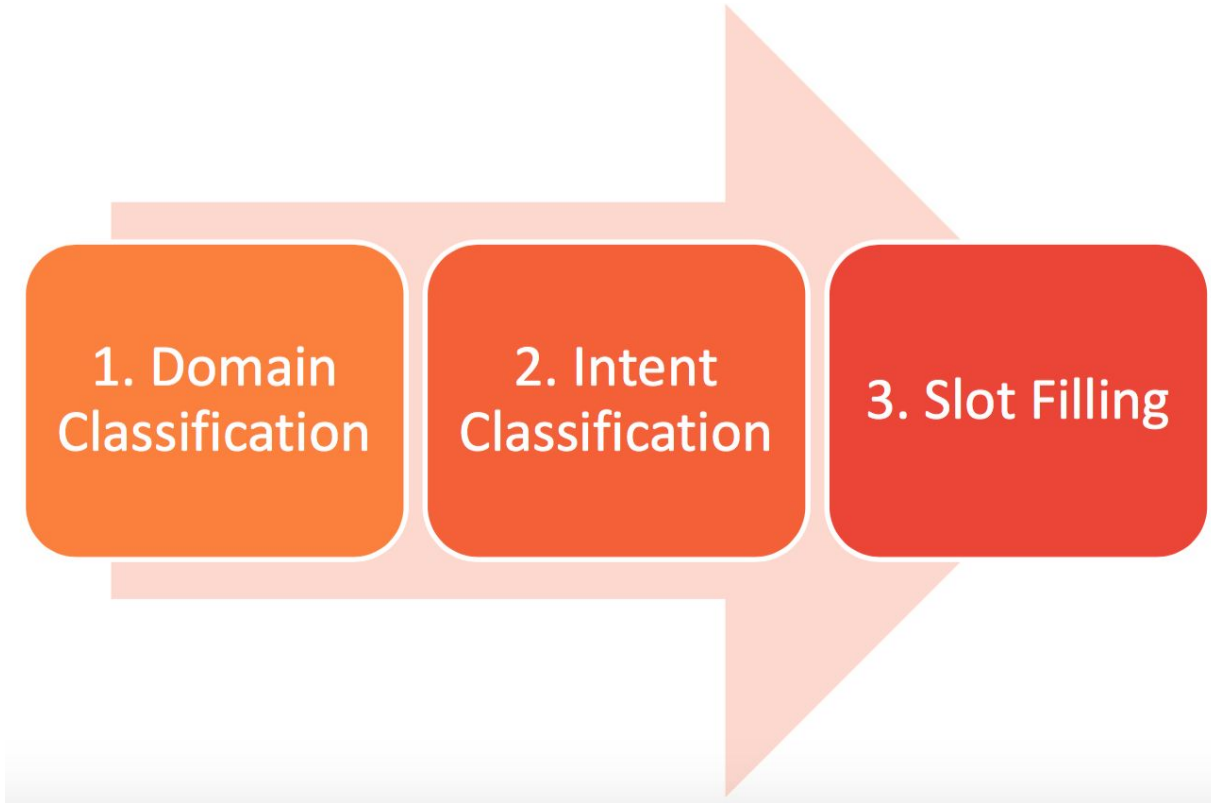 1. Domain
Classification
2. Intent
Classification
3. Slot Filling